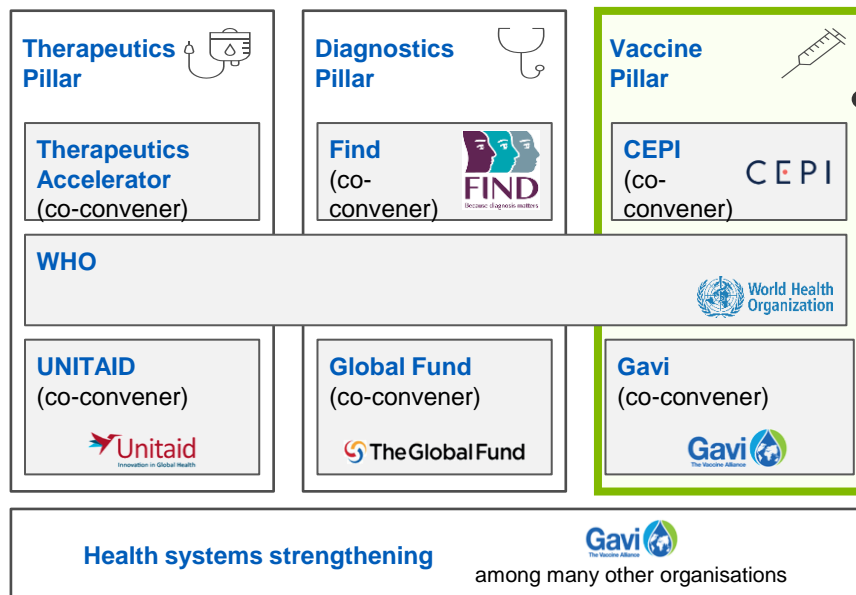 Therapeutics
Pillar
Therapeutics
Accelerator
(co-convener)
Diagnostics
Pillar
Find
(co-
convener)
FIND
Because diagnosis matters
Vaccine
Pillar
CEPI
(co-
convener)
CEPI
WHO
World Health
Organization
UNITAID
(co-convener)
Unitaid
Innovation in Global Health
Global Fund
(co-convener)
The Global Fund
Gavi
(co-convener)
Gavi
The Vaccine Alliance
Health systems strengthening
Gavi
The Vaccine Alliance
among many other organisations